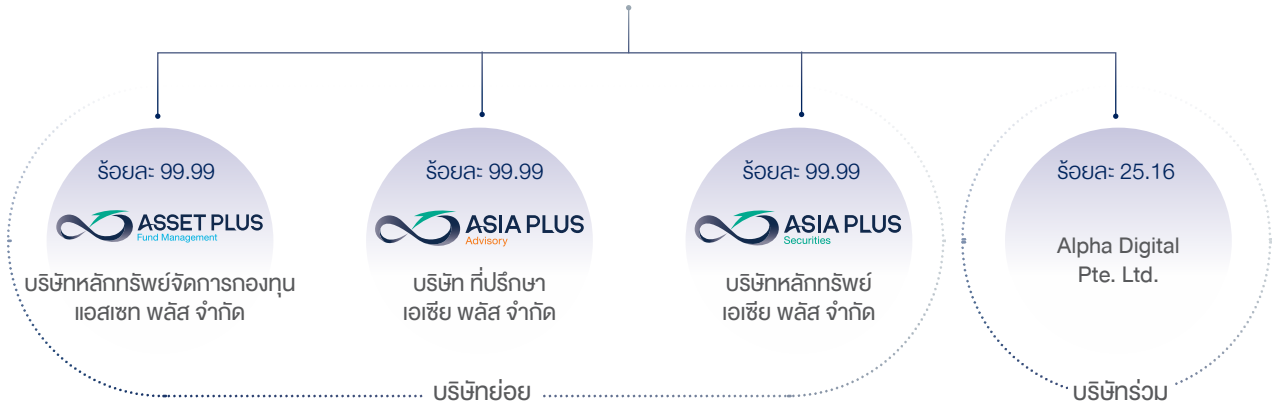 ร้อยละ 99.99
ASSET PLUS
Fund Management
บริษัทหลักทรัพย์จัดการกองทุน
แอสเซท พลัส จำกัด
ร้อยละ 99.99
ASIA PLUS
Advisory
บริษัท ที่ปรึกษา
เอเซีย พลัส จำกัด
ร้อยละ 99.99
ASIA PLUS
Securities
บริษัทหลักทรัพย์
เอเซีย พลัส จำกัด
ร้อยละ 25.16
Alpha Digital
Pte. Ltd.
บริษัทย่อย
บริษัทร่วม